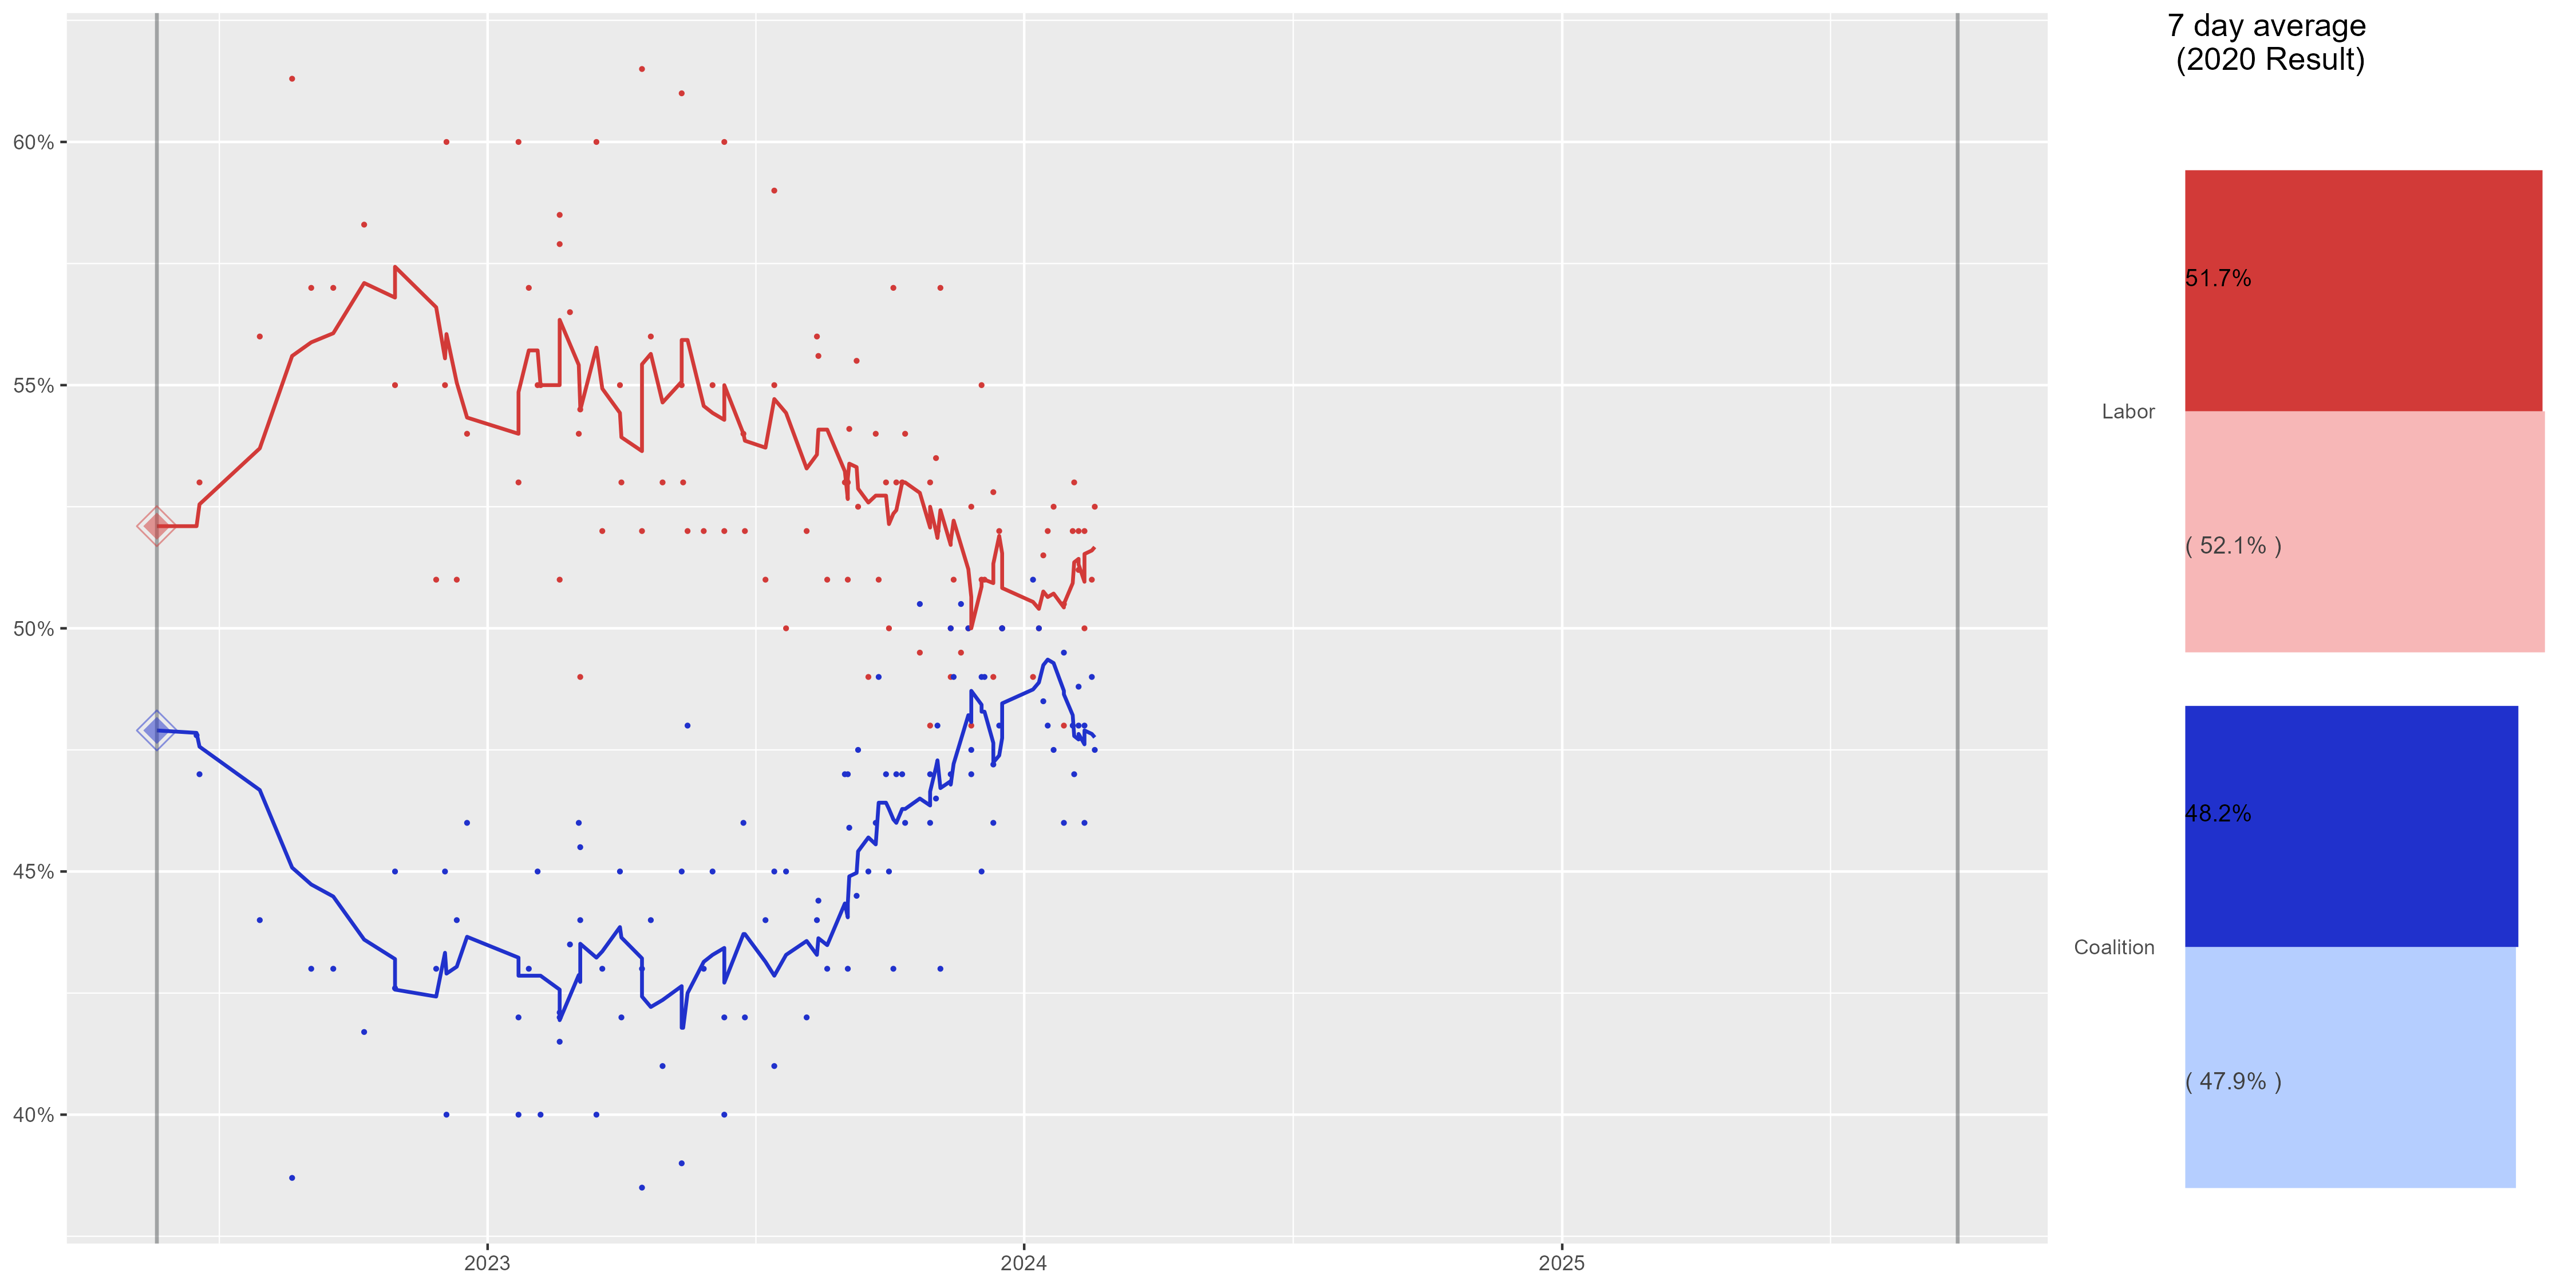 7 day average
(2020 Result)
60%
55%
50%
45%
40%
2023
2024
2025
51.7%
Labor
( 52.1% )
48.2%
Coalition
( 47.9% )